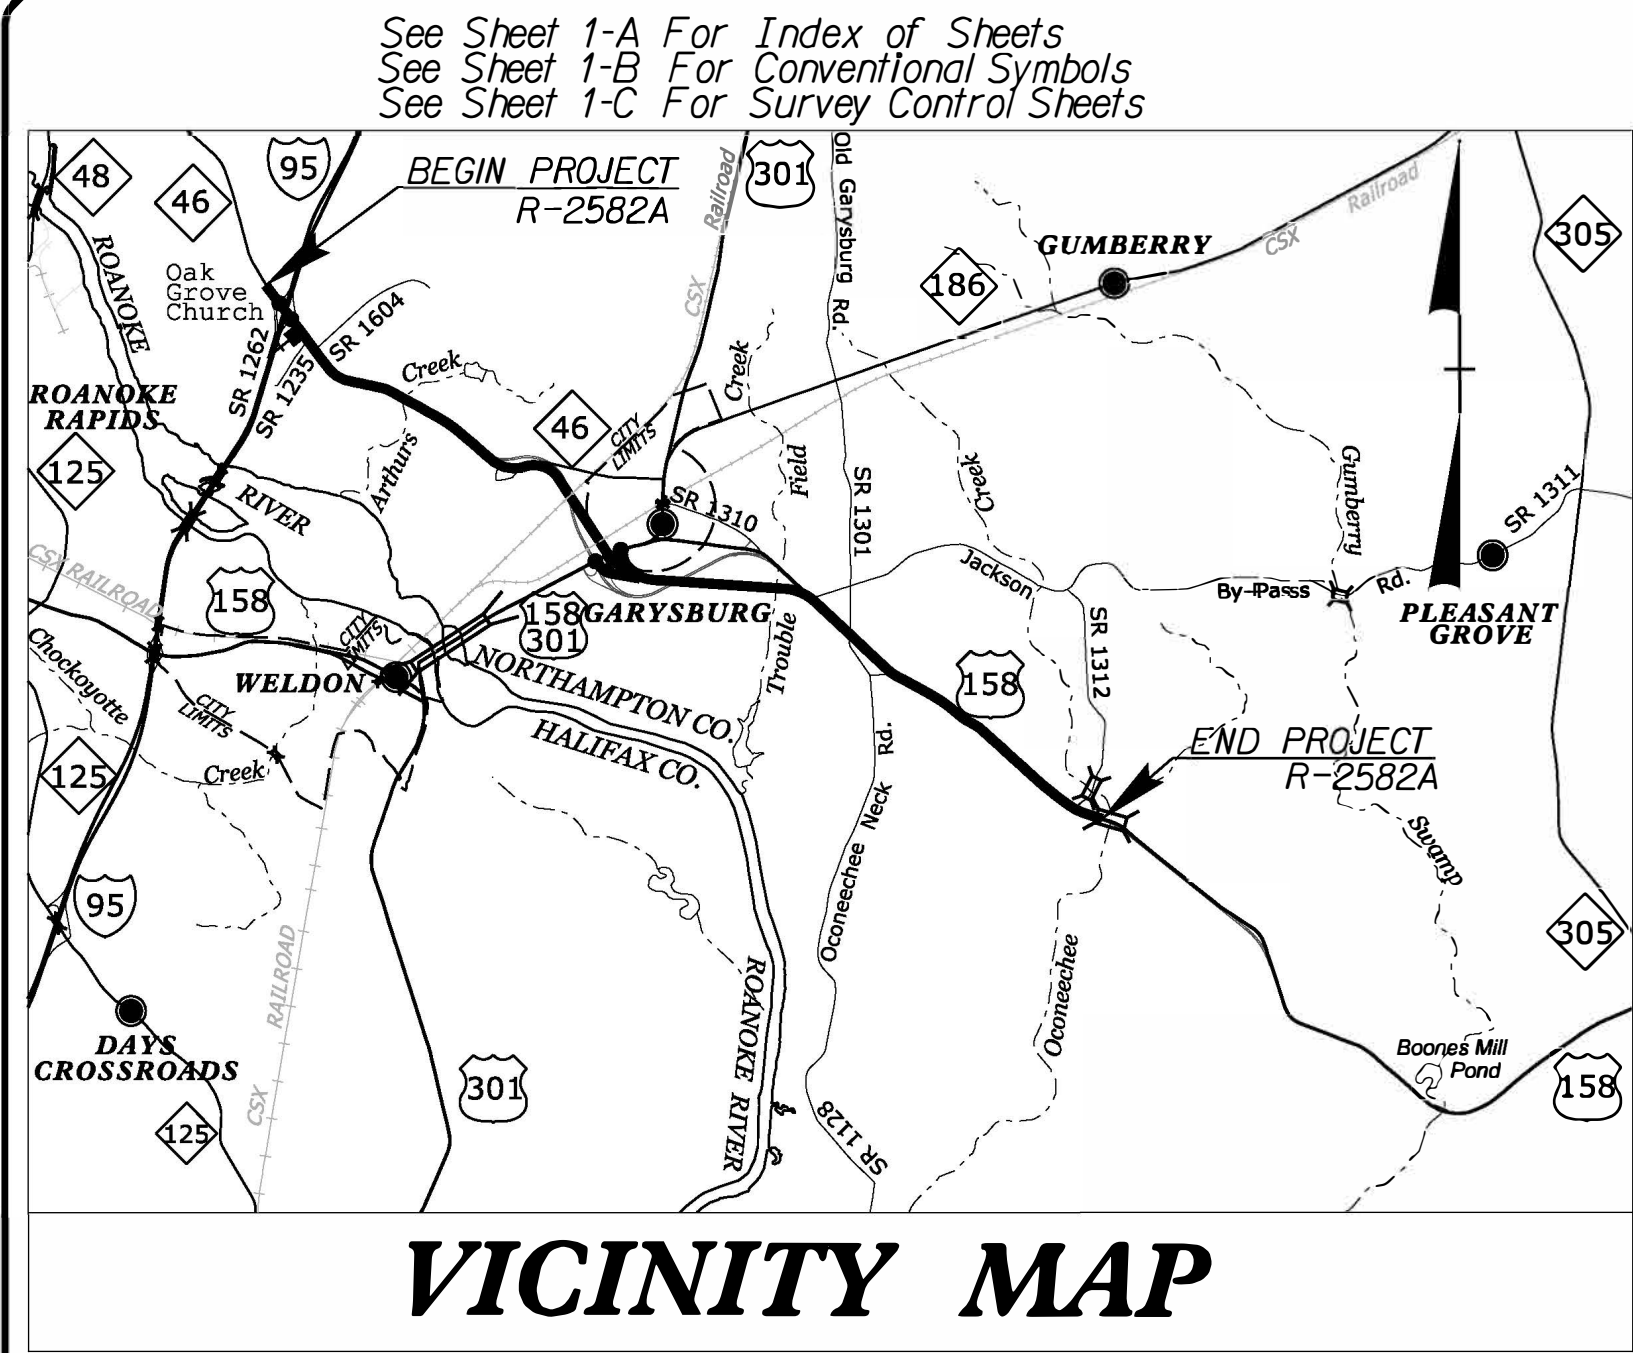 See Sheet 1-A For Index of Sheets
See Sheet 1-B For Conventional Symbols
See Sheet 1-C For Survey Control Sheets
48
46
95
BEGIN PROJECT
R-2582A
Railroad
CSX
301
Old Garysburg Rd.
186
GUMBERRY
CSX
Railroad
305
ROANOKE
Oak
Grove
Church
SR 1262
SR 1235
SR 1604
Creek
Arthurs
ROANOKE
RAPIDS
125
46
CITY
LIMITS
Creek
Field
Trouble
SR 1301
Creek
Gumberry
SR 1311
RIVER
SR 1310
CSX RAILROAD
158
CITY
LIMITS
158
301
GARYSBURG
Jackson
By-Passs
Rd.
PLEASANT
GROVE
SR 1312
Chockoyotte
WELDON
CITY
LIMITS
NORTHAMPTON CO.
HALIFAX CO.
158
125
Creek
Oconeechee Neck Rd.
END PROJECT
R-2582A
Swamp
95
RAILROAD
CSX
305
DAYS
CROSSROADS
ROANOKE RIVER
Oconeechee
Boones Mill
Pond
158
301
125
SR 1128
VICINITY MAP